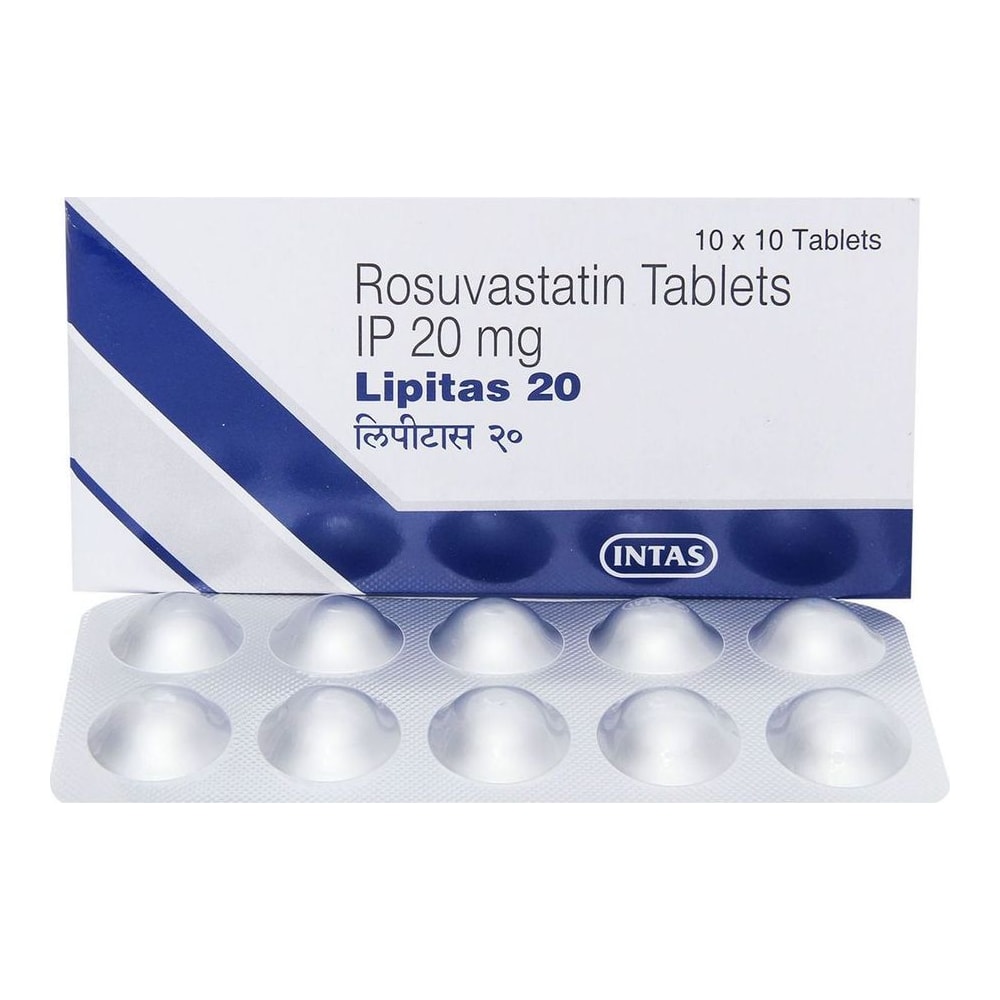 10 x 10 Tablets
Rosuvastatin Tablets
IP 20 mg
Lipitas 20
लिपीटास २०
INTAS